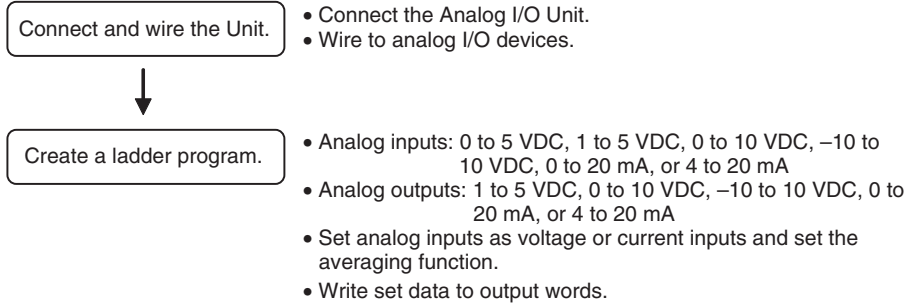 Connect and wire the Unit.
• Connect the Analog I/O Unit.
• Wire to analog I/O devices.
Create a ladder program.
• Analog inputs: 0 to 5 VDC, 1 to 5 VDC, 0 to 10 VDC, –10 to
10 VDC, 0 to 20 mA, or 4 to 20 mA
• Analog outputs: 1 to 5 VDC, 0 to 10 VDC, –10 to 10 VDC, 0 to
20 mA, or 4 to 20 mA
• Set analog inputs as voltage or current inputs and set the
averaging function.
• Write set data to output words.